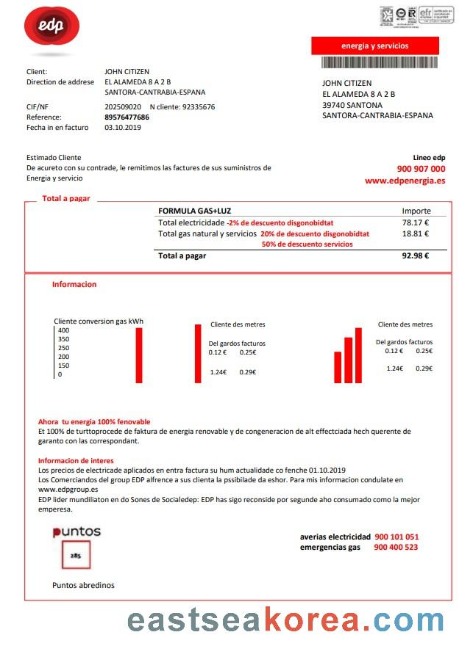 edp
energia y servicios
Client: JOHN CITIZEN
Direction de addrese EL ALAMEDA 8 A 2 B
SANTORA-CANTRABIA-ESPANA
CIF/NF 202509020 N cliente: 92335676
Reference: 89576477686
Fecha in en facturo 03.10.2019
JOHN CITIZEN
EL ALAMEDA 8 A 2 B
39740 SANTONA
SANTORA-CANTRABIA-ESPANA
Estimado Cliente
De acureto con su contrade, le remitimos las factures de sus suministros de
Energia y servicio
Lineo edp
900 907 000
www.edpenergia.es
Total a pagar
FORMULA GAS+LUZ Importe
Total electricidade -2% de descuento disgonobidtat 78.17 €
Total gas natural y servicios 20% de descuento disgonobidtat 18.81 €
50% de descuento servicios
Total a pagar 92.98 €
Informacion
Cliente conversion gas kWh
400
350
250
200
150
0
Cliente des metres
Del gardos facturos
0.12 € 0.25€
1.24€ 0.29€
Cliente des metres
Del gardos facturos
0.12 € 0.25€
1.24€ 0.29€
Ahora tu energia 100% fenovable
Et 100% de turttoprocede de faktura de energia renovable y de congeneracion de alt effectciada hech querente de
garanto con las correspondant.
Informacion de interes
Los precios de electricade aplicados en entra factura su hum actualidade co fenche 01.10.2019
Los Comerciandos del group EDP alfrence a sus clienta la pssibilade da eshor. Para mis informacion condulate en
www.edpgroup.es
EDP lider mundillaton en do Sones de Socialedep: EDP has sigo reconside por segunde aho consumado como la mejor
emperesa.
puntos
285
Puntos abredinos
averias electricidad 900 101 051
emergencias gas 900 400 523
eastseakorea.com